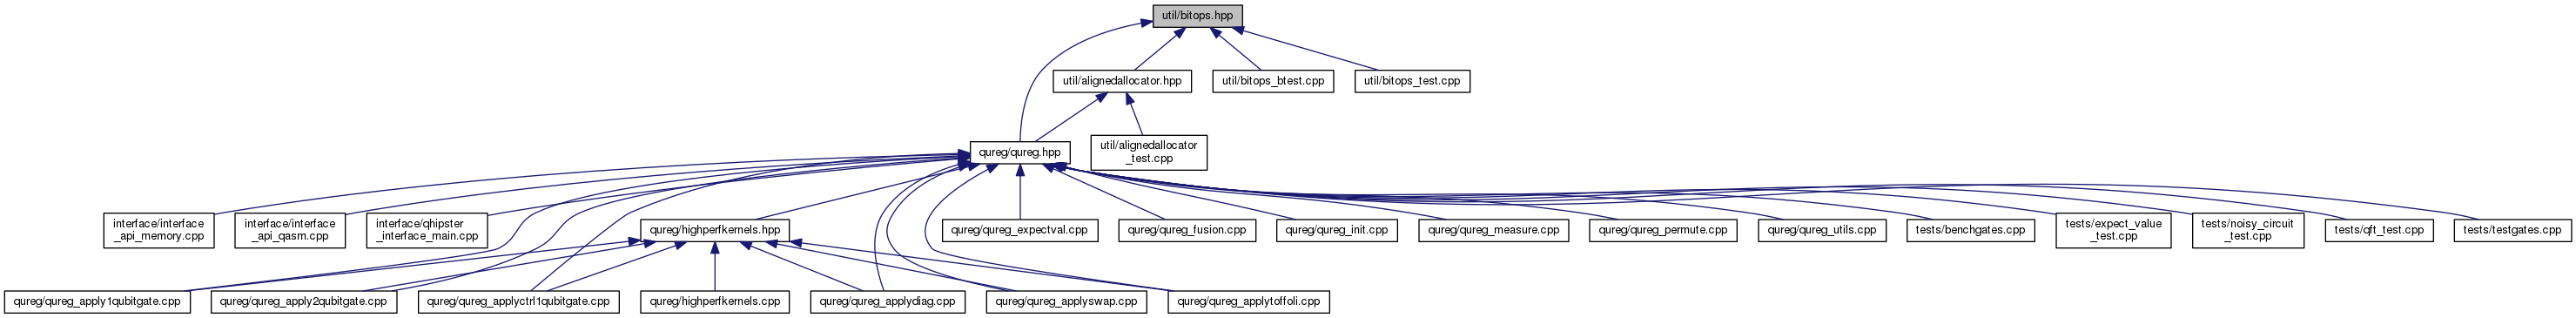 util/bitops.hpp
util/alignedallocator.hpp
util/bitops_btest.cpp
util/bitops_test.cpp
qureg/qureg.hpp
util/alignedallocator
_test.cpp
interface/interface
_api_memory.cpp
interface/interface
_api_qasm.cpp
interface/qhipster
_interface_main.cpp
qureg/highperfkernels.hpp
qureg/qureg_expectval.cpp
qureg/qureg_fusion.cpp
qureg/qureg_init.cpp
qureg/qureg_measure.cpp
qureg/qureg_permute.cpp
qureg/qureg_utils.cpp
tests/benchgates.cpp
tests/expect_value
_test.cpp
tests/noisy_circuit
_test.cpp
tests/qft_test.cpp
tests/testgates.cpp
qureg/qureg_apply1qubitgate.cpp
qureg/qureg_apply2qubitgate.cpp
qureg/qureg_applyctrl1qubitgate.cpp
qureg/highperfkernels.cpp
qureg/qureg_applydiag.cpp
qureg/qureg_applyswap.cpp
qureg/qureg_applytoffoli.cpp